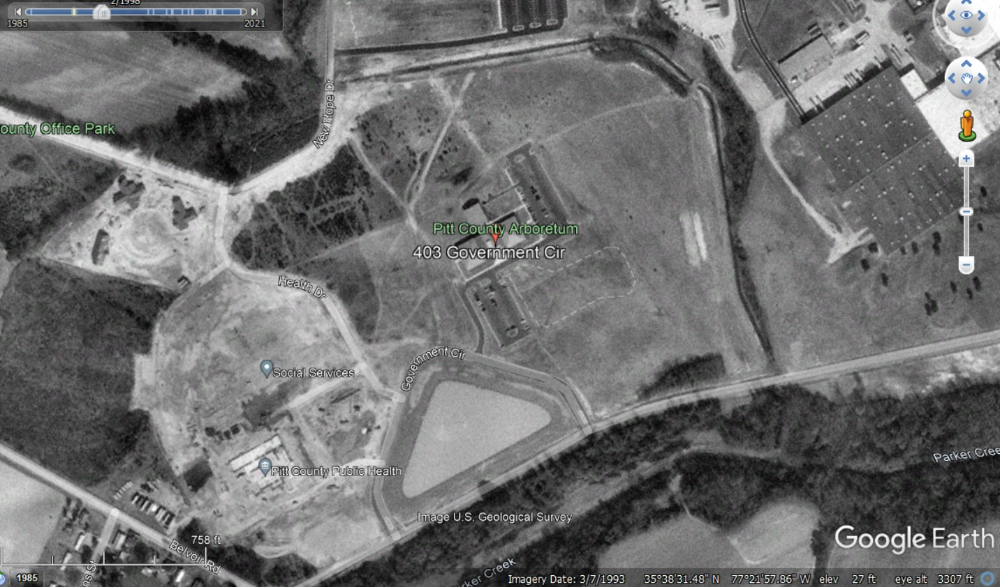 2/1998
1985
2021
New Hope Dr
ounty Office Park
Pitt County Arboretum
403 Government Cir
Health Dr
Government Cir
Social Services
Parker Cree
Pitt County Public Health
Image U.S. Geological Survey
758 ft
Google Earth
Belvoir Rd
ns St
rker Creek
1985
Imagery Date: 3/7/1993 35°38'31.48" N 77°21'57.86" W elev 27 ft eye alt 3307 ft